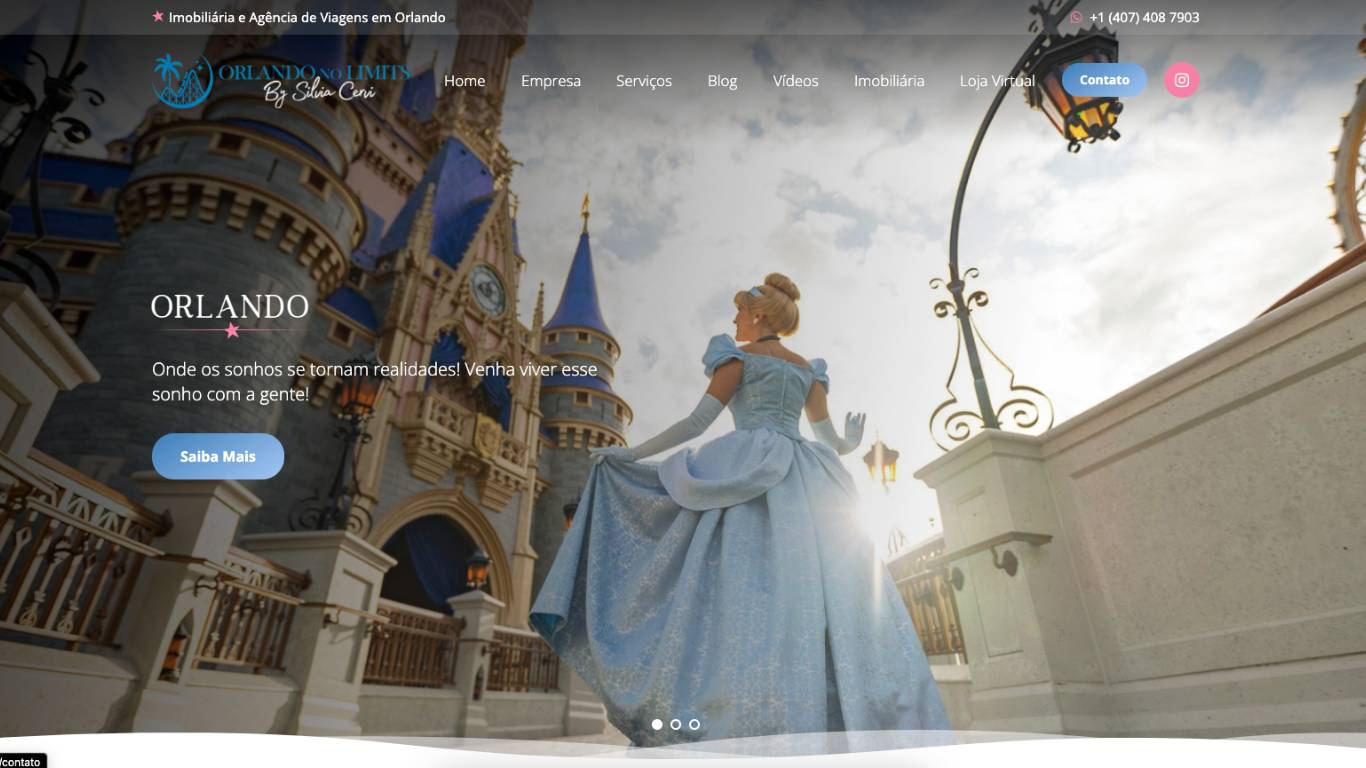 Imobiliária e Agência de Viagens em Orlando
+1 (407) 408 7903
ORLANDO NO LIMITS
By Silvia Cervi
Home
Empresa
Serviços
Blog
Vídeos
Imobiliária
Loja Virtual
Contato
ORLANDO
Onde os sonhos se tornam realidades! Venha viver esse
sonho com a gente!
Saiba Mais
/contato